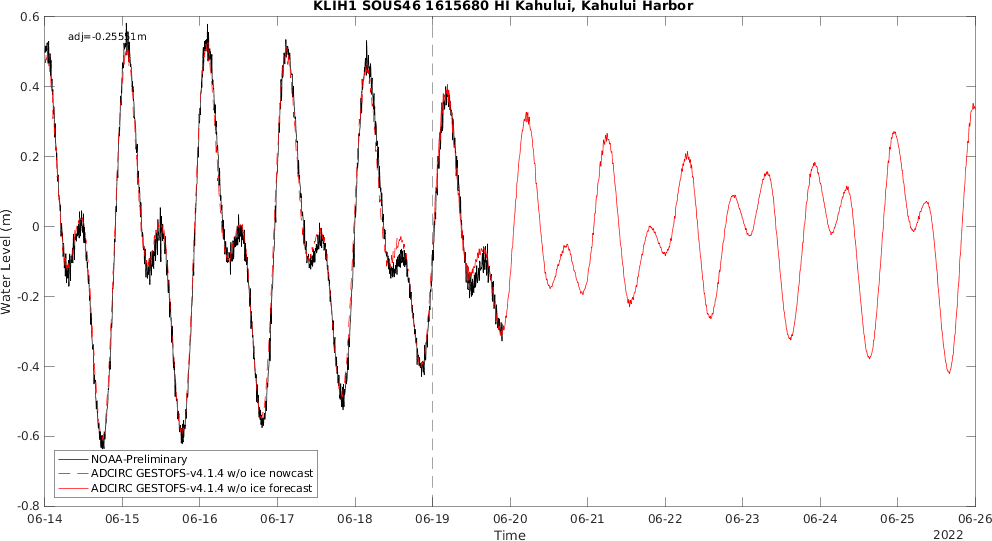 KLIH1 SOUS46 1615680 HI Kahului, Kahului Harbor
adj=-0.25551m
0.6
0.4
0.2
0
-0.2
-0.4
-0.6
-0.8
Water Level (m)
NOAA-Preliminary
ADCIRC GESTOFS-v4.1.4 w/o ice nowcast
ADCIRC GESTOFS-v4.1.4 w/o ice forecast
06-14 06-15 06-16 06-17 06-18 06-19 06-20 06-21 06-22 06-23 06-24 06-25 06-26
Time
2022